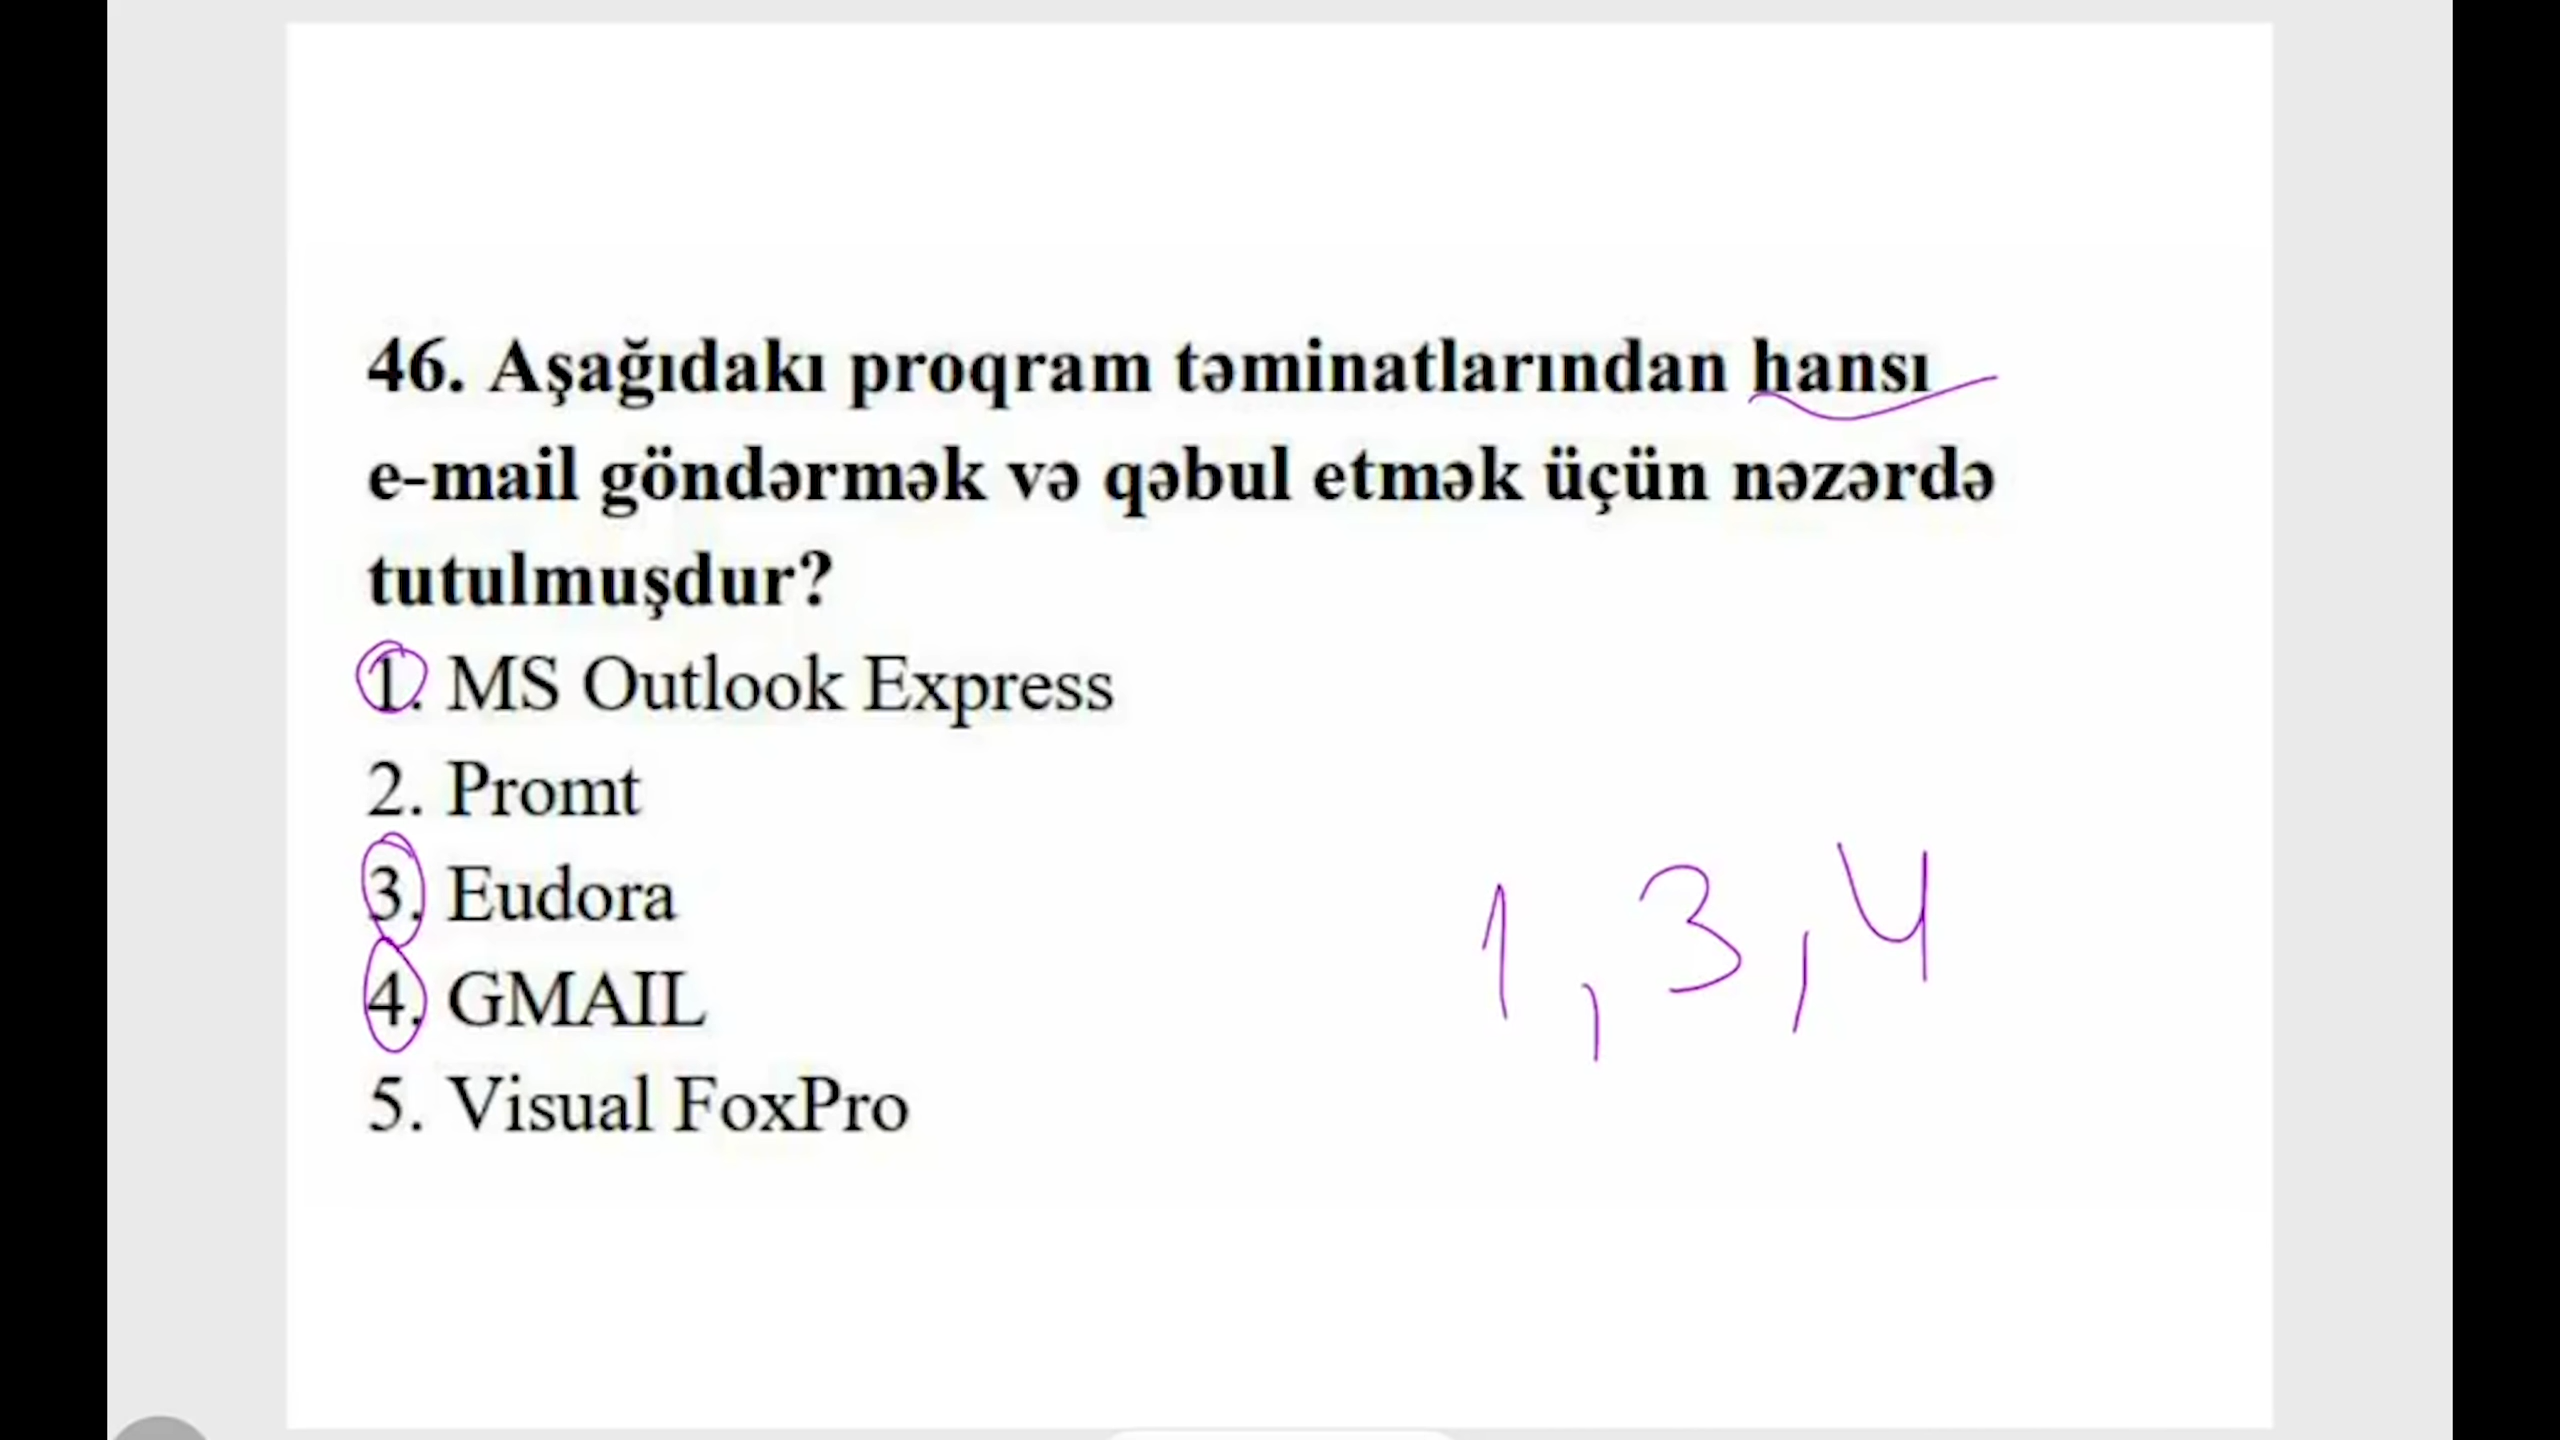 46. Aşağıdakı proqram təminatlarından hansı
e-mail göndərmək və qəbul etmək üçün nəzərdə
tutulmuşdur?
1. MS Outlook Express
2. Promt
3. Eudora
4. GMAIL
5. Visual FoxPro
1, 3, 4